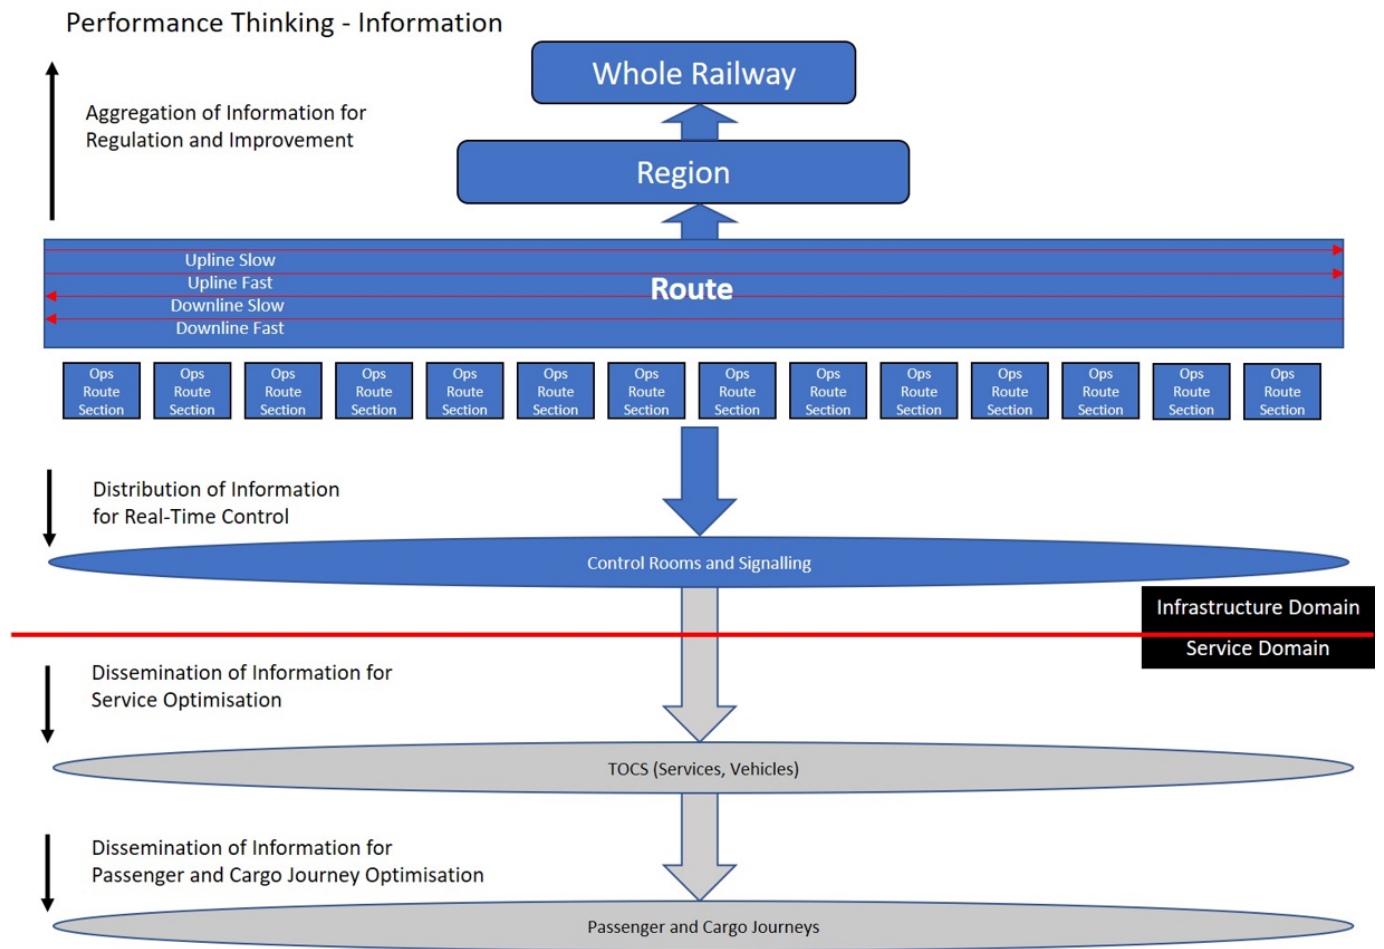 Performance Thinking - Information
Whole Railway
Aggregation of Information for
Regulation and Improvement
Region
Upline Slow
Upline Fast
Route
Downline Slow
Downline Fast
Ops
Route
Section
Ops
Route
Section
Ops
Route
Section
Ops
Route
Section
Ops
Route
Section
Ops
Route
Section
Ops
Route
Section
Ops
Route
Section
Ops
Route
Section
Ops
Route
Section
Ops
Route
Section
Ops
Route
Section
Ops
Route
Section
Ops
Route
Section
Distribution of Information
for Real-Time Control
Control Rooms and Signalling
Infrastructure Domain
Service Domain
Dissemination of Information for
Service Optimisation
TOCS (Services, Vehicles)
Dissemination of Information for
Passenger and Cargo Journey Optimisation
Passenger and Cargo Journeys